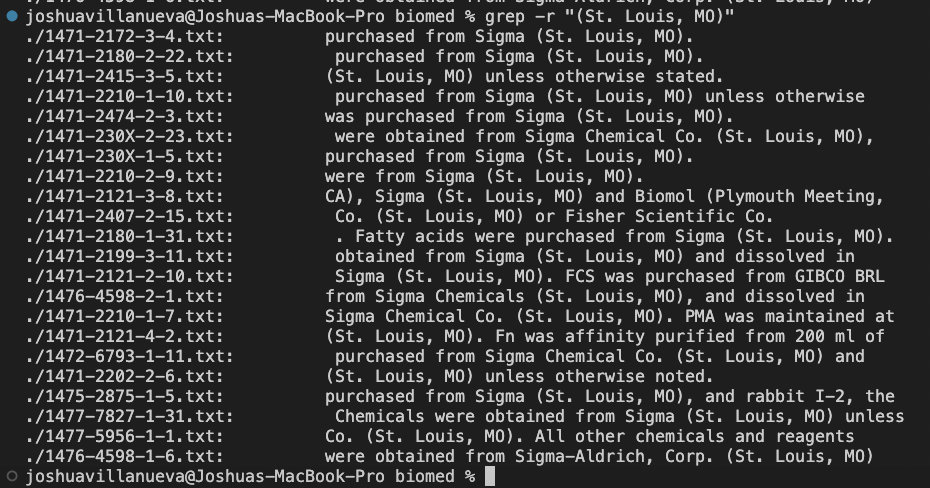 joshuavillanueva@Joshuas-MacBook-Pro biomed % grep -r "(St. Louis, MO)"
./1471-2172-3-4.txt:          purchased from Sigma (St. Louis, MO).
./1471-2180-2-22.txt:          purchased from Sigma (St. Louis, MO).
./1471-2415-3-5.txt:          (St. Louis, MO) unless otherwise stated.
./1471-2210-1-10.txt:          purchased from Sigma (St. Louis, MO) unless otherwise
./1471-2474-2-3.txt:          was purchased from Sigma (St. Louis, MO).
./1471-230X-2-23.txt:          were obtained from Sigma Chemical Co. (St. Louis, MO),
./1471-230X-1-5.txt:          purchased from Sigma (St. Louis, MO).
./1471-2210-2-9.txt:          were from Sigma (St. Louis, MO).
./1471-2121-3-8.txt:          CA), Sigma (St. Louis, MO) and Biomol (Plymouth Meeting,
./1471-2407-2-15.txt:          Co. (St. Louis, MO) or Fisher Scientific Co.
./1471-2180-1-31.txt:          . Fatty acids were purchased from Sigma (St. Louis, MO).
./1471-2199-3-11.txt:          obtained from Sigma (St. Louis, MO) and dissolved in
./1471-2121-2-10.txt:          Sigma (St. Louis, MO). FCS was purchased from GIBCO BRL
./1476-4598-2-1.txt:          from Sigma Chemicals (St. Louis, MO), and dissolved in
./1471-2210-1-7.txt:          Sigma Chemical Co. (St. Louis, MO). PMA was maintained at
./1471-2121-4-2.txt:          (St. Louis, MO). Fn was affinity purified from 200 ml of
./1472-6793-1-11.txt:          purchased from Sigma Chemical Co. (St. Louis, MO) and
./1471-2202-2-6.txt:          (St. Louis, MO) unless otherwise noted.
./1475-2875-1-5.txt:          purchased from Sigma (St. Louis, MO), and rabbit I-2, the
./1477-7827-1-31.txt:          Chemicals were obtained from Sigma (St. Louis, MO) unless
./1477-5956-1-1.txt:          Co. (St. Louis, MO). All other chemicals and reagents
./1476-4598-1-6.txt:          were obtained from Sigma-Aldrich, Corp. (St. Louis, MO)
joshuavillanueva@Joshuas-MacBook-Pro biomed %